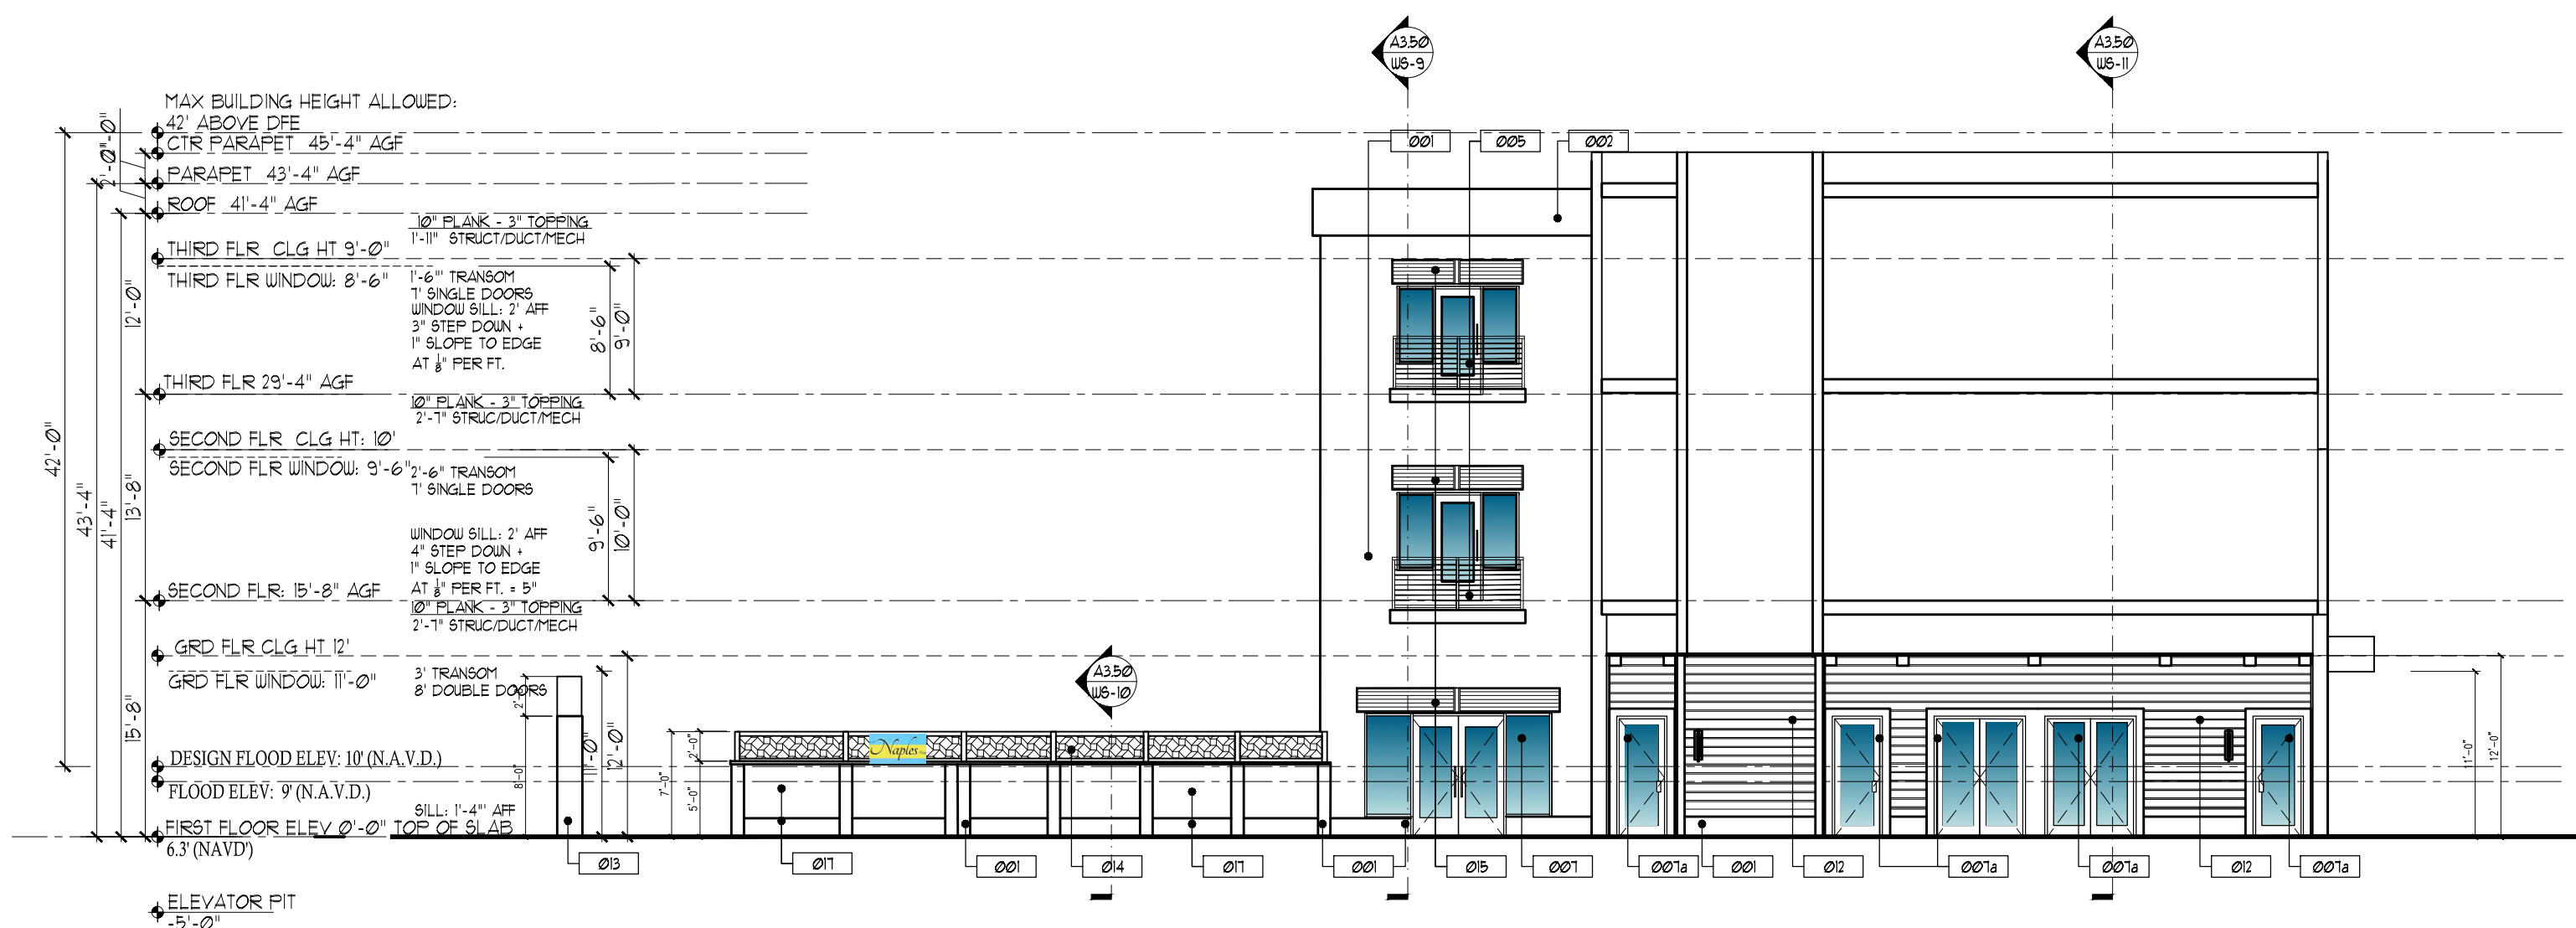 A3.50
WS-9
A3.50
WS-11
MAX BUILDING HEIGHT ALLOWED:
42' ABOVE DFE
CTR PARAPET 45'-4" AGF
PARAPET 43'-4" AGF
ROOF 41'-4" AGF
2'-0"
001
005
002
10" PLANK - 3" TOPPING
1'-11" STRUCT/DUCT/MECH
THIRD FLR CLG HT 9'-0"
THIRD FLR WINDOW: 8'-6"
1'-6"' TRANSOM
7' SINGLE DOORS
WINDOW SILL: 2' AFF
3" STEP DOWN +
1" SLOPE TO EDGE
AT ⅛" PER FT.
12'-0"
8'-6"
9'-0"
THIRD FLR 29'-4" AGF
10" PLANK - 3" TOPPING
2'-7" STRUC/DUCT/MECH
SECOND FLR CLG HT: 10'
SECOND FLR WINDOW: 9'-6"
2'-6" TRANSOM
7' SINGLE DOORS
42'-0"
43'-4"
41'-4"
13'-8"
9'-6"
10'-0"
WINDOW SILL: 2' AFF
4" STEP DOWN +
1" SLOPE TO EDGE
AT ⅛" PER FT. = 5"
SECOND FLR: 15'-8" AGF
10" PLANK - 3" TOPPING
2'-7" STRUC/DUCT/MECH
GRD FLR CLG HT 12'
GRD FLR WINDOW: 11'-0"
3' TRANSOM
8' DOUBLE DOORS
A3.50
WS-10
15'-8"
8'-0"
11'-0"
12'-0"
7'-0"
2'-0"
5'-0"
Naples
11'-0"
12'-0"
DESIGN FLOOD ELEV: 10' (N.A.V.D.)
FLOOD ELEV: 9' (N.A.V.D.)
SILL: 1'-4"' AFF
FIRST FLOOR ELEV 0'-0" TOP OF SLAB
6.3' (NAVD')
013
017
001
014
017
001
015
007
007a
001
012
007a
007a
012
007a
ELEVATOR PIT
-5'-0"